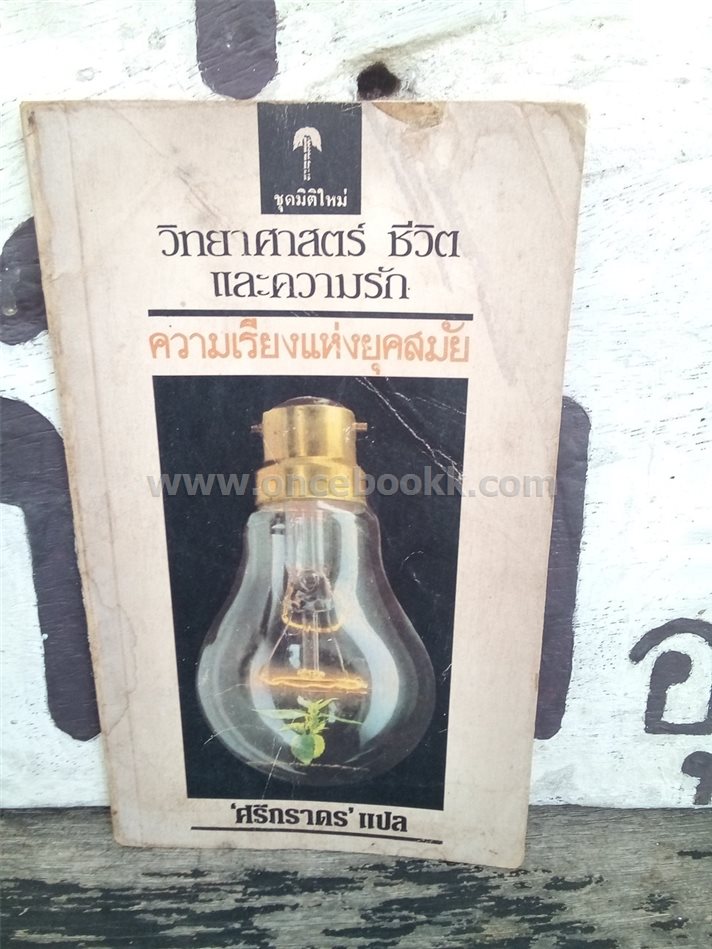 ชุดมิติใหม่
วิทยาศาสตร์ ชีวิต
และความรัก
ความเรียงแห่งยุคสมัย
www.oncebookk.com
'ศรีกราดร' แปล